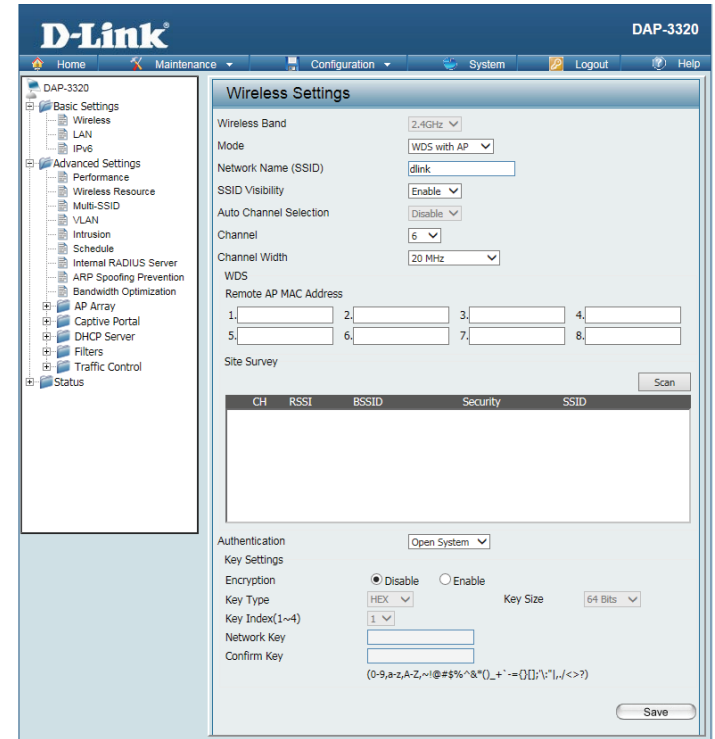 D-Link
DAP-3320
Home Maintenance Configuration System Logout Help
DAP-3320
Basic Settings
Wireless
LAN
IPv6
Advanced Settings
Performance
Wireless Resource
Multi-SSID
VLAN
Intrusion
Schedule
Internal RADIUS Server
ARP Spoofing Prevention
Bandwidth Optimization
AP Array
Captive Portal
DHCP Server
Filters
Traffic Control
Status
Wireless Settings
Wireless Band 2.4GHz
Mode WDS with AP
Network Name (SSID) dlink
SSID Visibility Enable
Auto Channel Selection Disable
Channel 6
Channel Width 20 MHz
WDS
Remote AP MAC Address
1. 2. 3. 4.
5. 6. 7. 8.
Site Survey
Scan
CH RSSI BSSID Security SSID
Authentication Open System
Key Settings
Encryption Disable Enable
Key Type HEX Key Size 64 Bits
Key Index(1~4) 1
Network Key
Confirm Key
(0-9,a-z,A-Z,~!@#$%^&*()_+`-={}[];'\:"|,./<>?)
Save